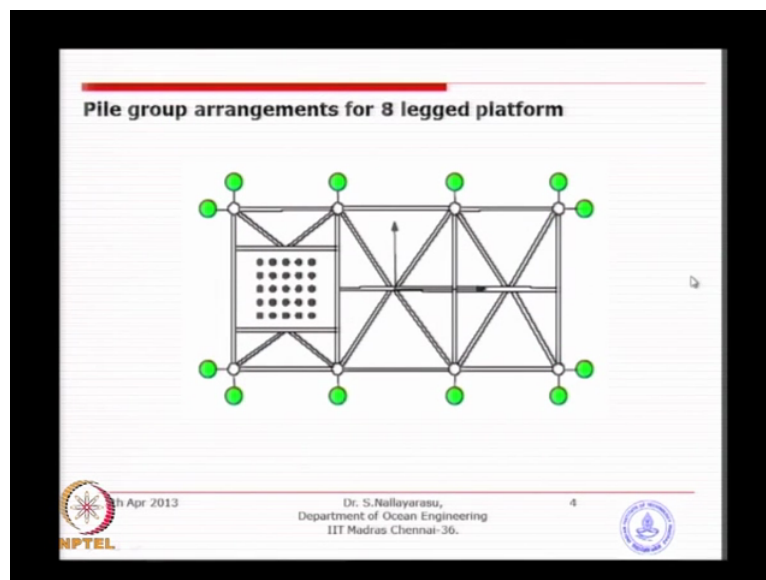 Pile group arrangements for 8 legged platform
th Apr 2013
Dr. S.Nallayarasu,
Department of Ocean Engineering
IIT Madras Chennai-36.
4
NPTEL